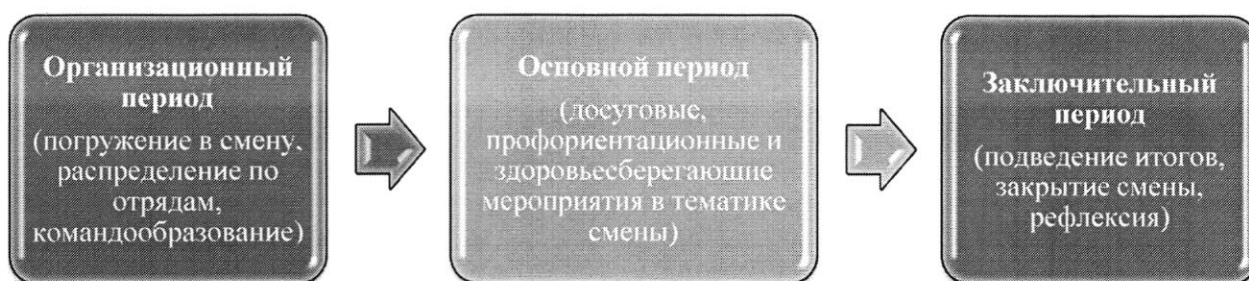 Организационный
период
(погружение в смену,
распределение по
отрядам,
командообразование)
Основной период
(досуговые,
профориентационные и
здоровьесберегающие
мероприятия в тематике
смены)
Заключительный
период
(подведение итогов,
закрытие смены,
рефлексия)